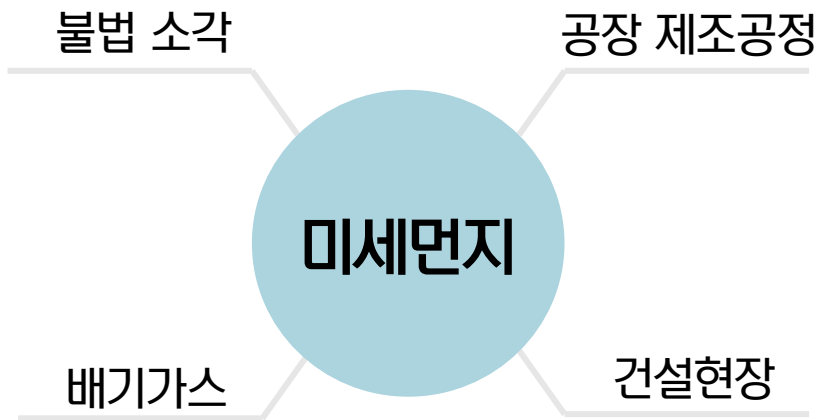 불법 소각
공장 제조공정
미세먼지
배기가스
건설현장